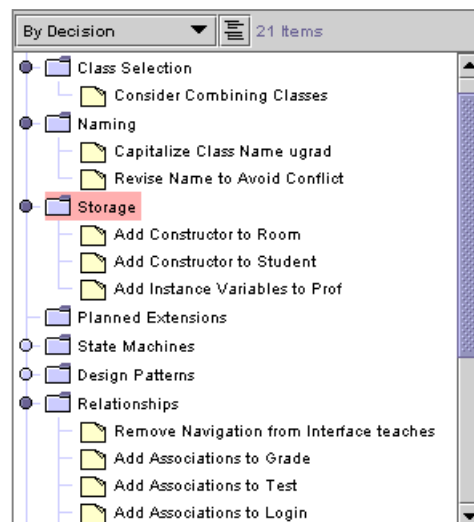 By Decision 21 Items
Class Selection
Consider Combining Classes
Naming
Capitalize Class Name ugrad
Revise Name to Avoid Conflict
Storage
Add Constructor to Room
Add Constructor to Student
Add Instance Variables to Prof
Planned Extensions
State Machines
Design Patterns
Relationships
Remove Navigation from Interface teaches
Add Associations to Grade
Add Associations to Test
Add Associations to Login